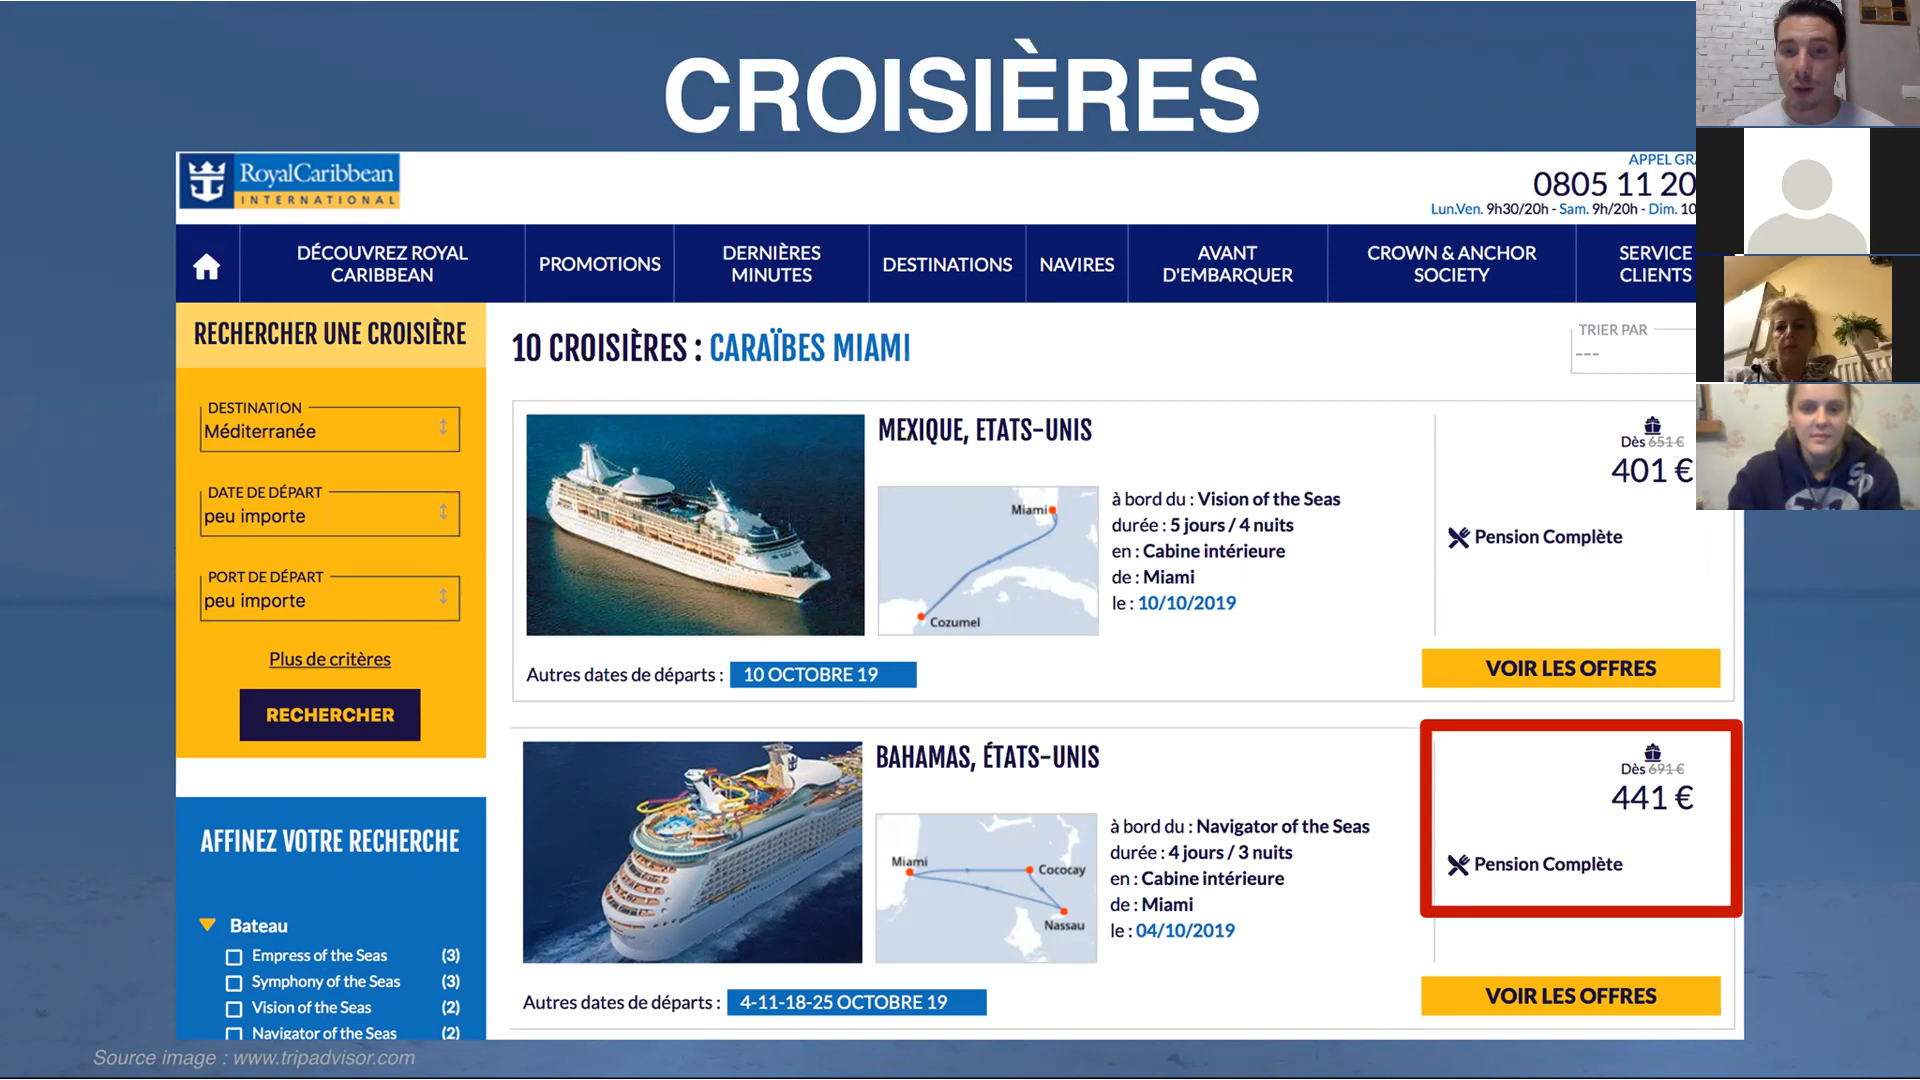 CROISIÈRES
RoyalCaribbean
INTERNATIONAL
APPEL GRA
0805 11 20
Lun.Ven. 9h30/20h - Sam. 9h/20h - Dim. 10
DÉCOUVREZ ROYAL
CARIBBEAN
PROMOTIONS
DERNIÈRES
MINUTES
DESTINATIONS
NAVIRES
AVANT
D'EMBARQUER
CROWN & ANCHOR
SOCIETY
SERVICE
CLIENTS
RECHERCHER UNE CROISIÈRE
DESTINATION
Méditerranée
DATE DE DÉPART
peu importe
PORT DE DÉPART
peu importe
Plus de critères
RECHERCHER
AFFINEZ VOTRE RECHERCHE
Bateau
Empress of the Seas (3)
Symphony of the Seas (3)
Vision of the Seas (2)
Navigator of the Seas (2)
10 CROISIÈRES : CARAÏBES MIAMI
TRIER PAR
---
MEXIQUE, ETATS-UNIS
Miami
Cozumel
à bord du : Vision of the Seas
durée : 5 jours / 4 nuits
en : Cabine intérieure
de : Miami
le : 10/10/2019
Dès 651 €
401 €
Pension Complète
Autres dates de départs : 10 OCTOBRE 19
VOIR LES OFFRES
BAHAMAS, ÉTATS-UNIS
Miami
Cococay
Nassau
à bord du : Navigator of the Seas
durée : 4 jours / 3 nuits
en : Cabine intérieure
de : Miami
le : 04/10/2019
Dès 691 €
441 €
Pension Complète
Autres dates de départs : 4-11-18-25 OCTOBRE 19
VOIR LES OFFRES
Source image : www.tripadvisor.com